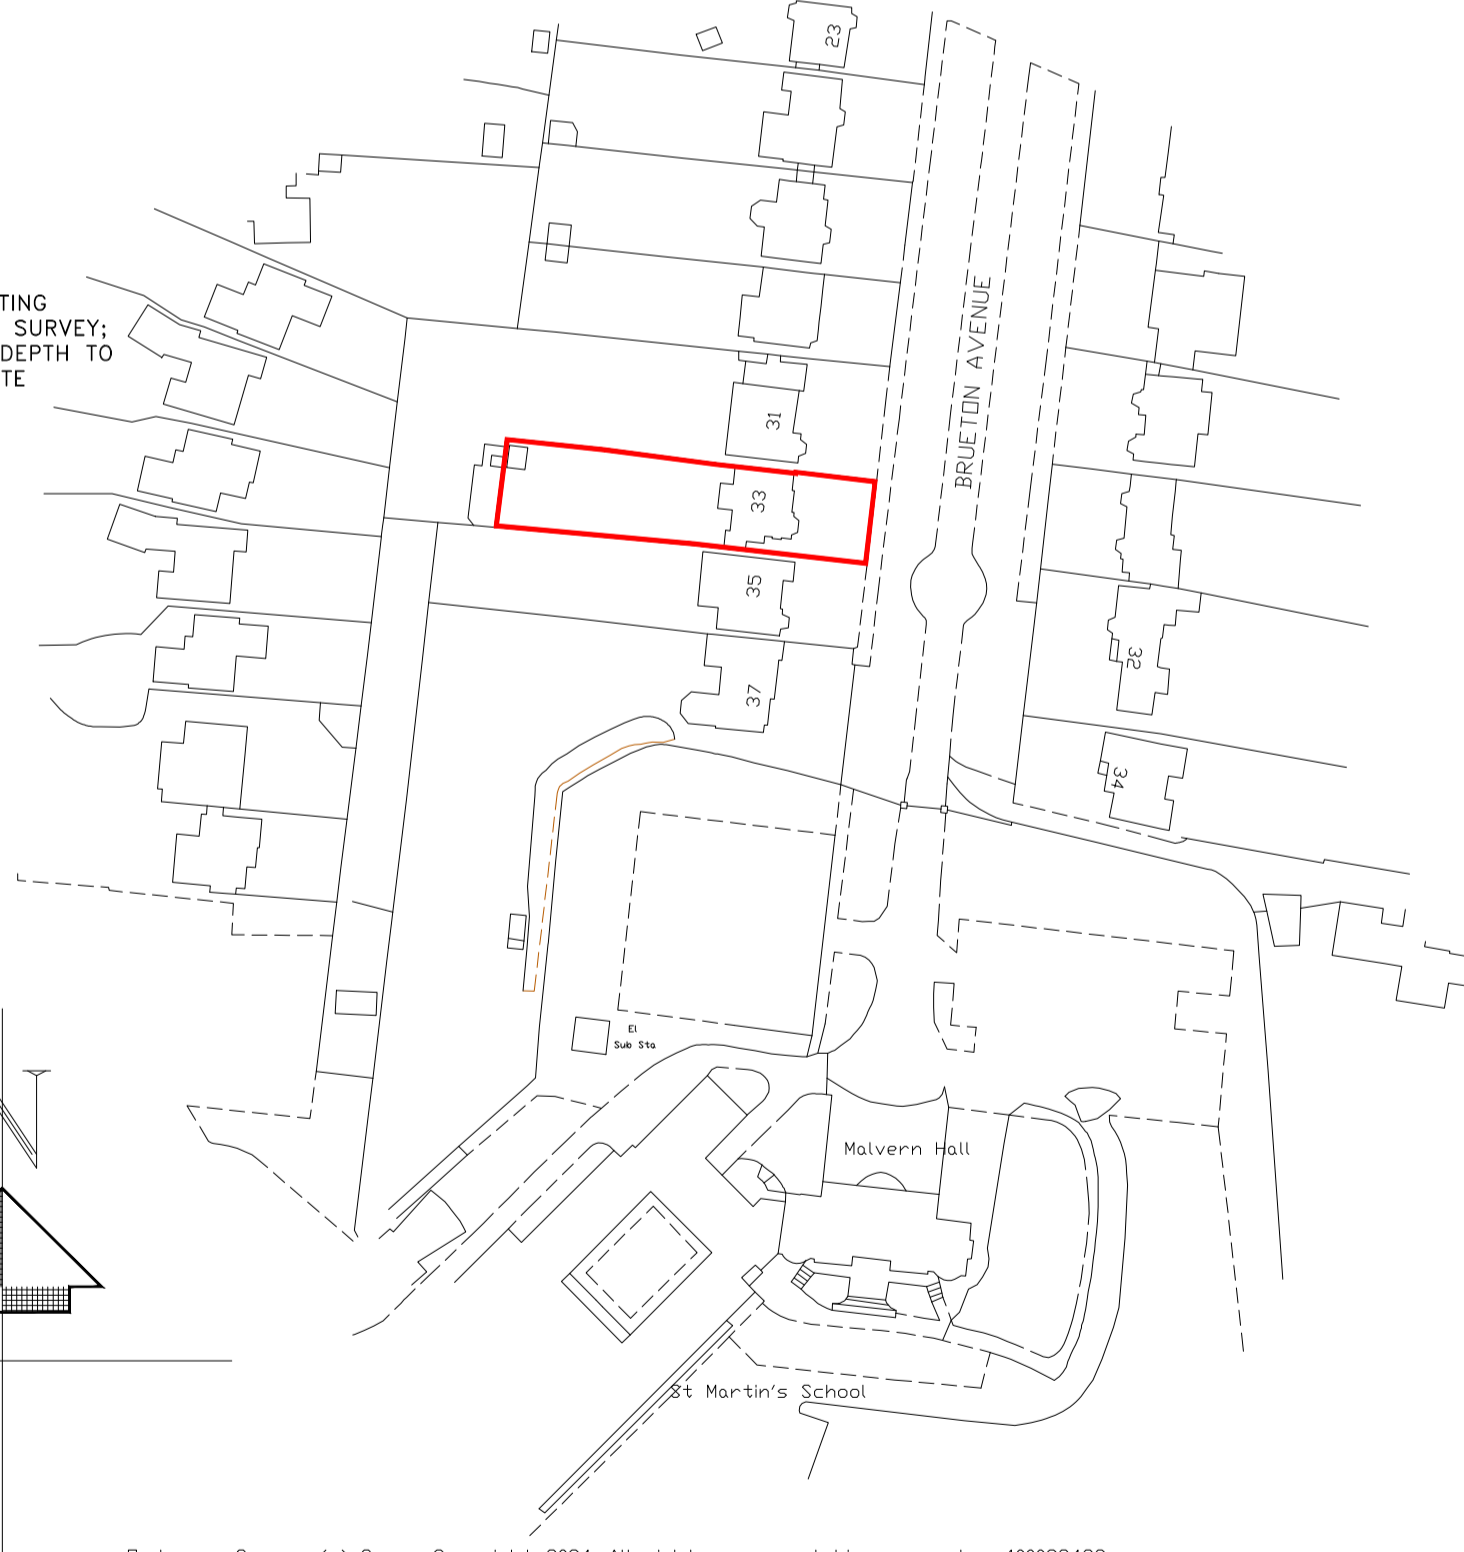 23
TING
SURVEY;
DEPTH TO
TE
BRUETON AVENUE
31
33
35
37
32
34
El
Sub Sta
Malvern Hall
St Martin's School